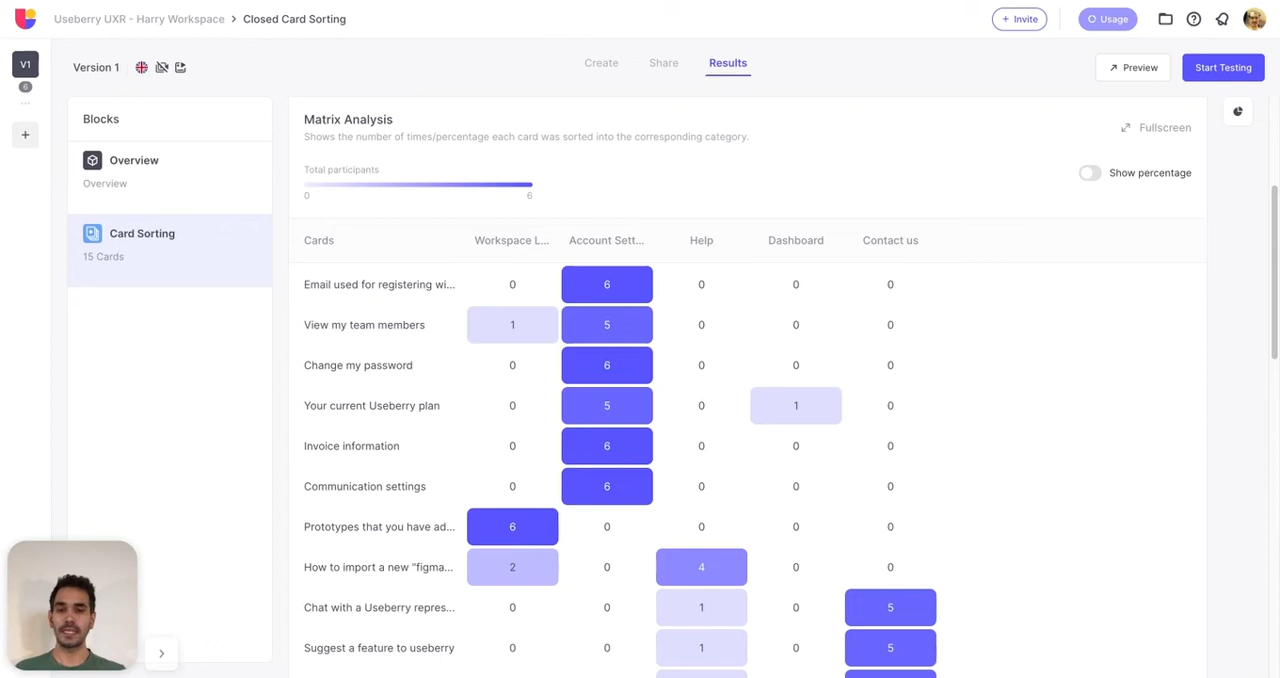 Useberry UXR - Harry Workspace > Closed Card Sorting
+ Invite
Usage
V1
6
Version 1
Create
Share
Results
Preview
Start Testing
Blocks
Overview
Overview
Card Sorting
15 Cards
Matrix Analysis
Shows the number of times/percentage each card was sorted into the corresponding category.
Fullscreen
Total participants
0 6
Show percentage
Cards Workspace L... Account Sett... Help Dashboard Contact us
Email used for registering wi... 0 6 0 0 0
View my team members 1 5 0 0 0
Change my password 0 6 0 0 0
Your current Useberry plan 0 5 0 1 0
Invoice information 0 6 0 0 0
Communication settings 0 6 0 0 0
Prototypes that you have ad... 6 0 0 0 0
How to import a new "figma... 2 0 4 0 0
Chat with a Useberry repres... 0 0 1 0 5
Suggest a feature to useberry 0 0 1 0 5